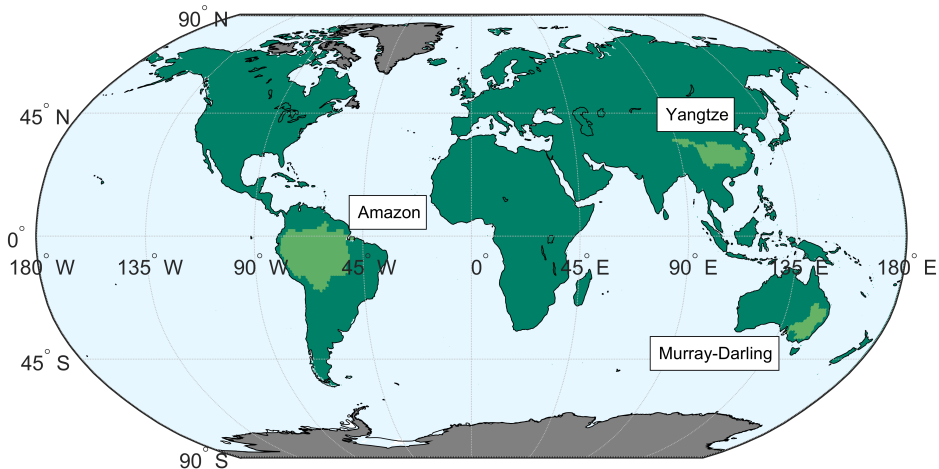 90° N
45° N
Yangtze
Amazon
0°
180° W
135° W
90° W
45° W
0°
45° E
90° E
135° E
180° E
Murray-Darling
45° S
90° S